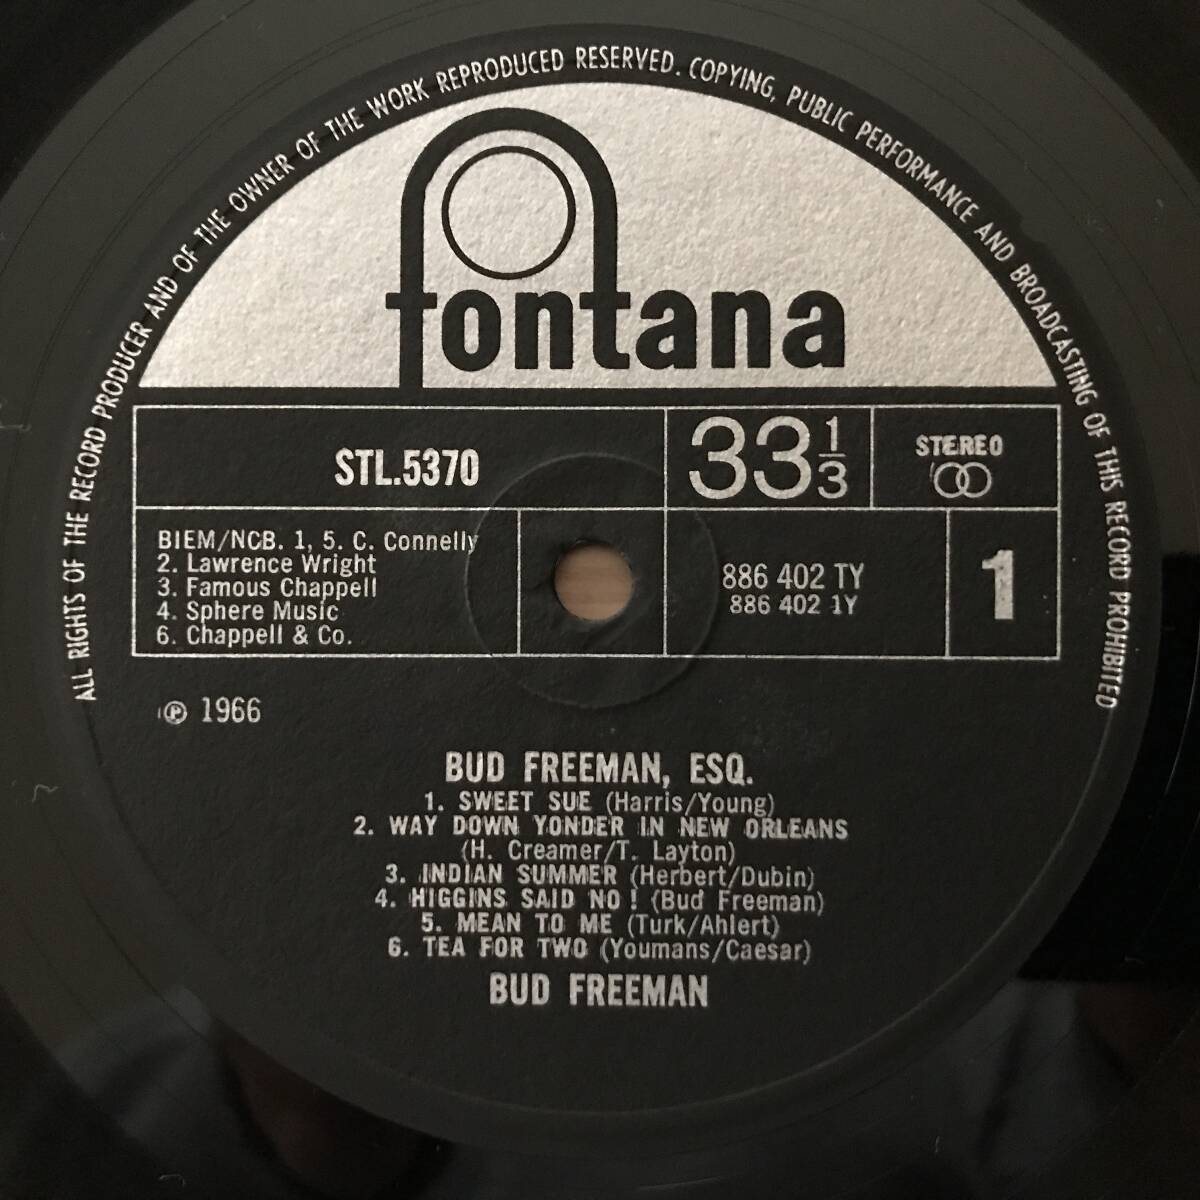 ALL RIGHTS OF THE RECORD PRODUCER AND OF THE OWNER OF THE WORK REPRODUCED RESERVED. COPYING, PUBLIC PERFORMANCE AND BROADCASTING OF THIS RECORD PROHIBITED
fontana
STL.5370
33 1/3
STEREO
BIEM/NCB. 1, 5. C. Connelly
2. Lawrence Wright
3. Famous Chappell
4. Sphere Music
6. Chappell & Co.
886 402 TY
886 402 1Y
1
℗ 1966
BUD FREEMAN, ESQ.
1. SWEET SUE (Harris/Young)
2. WAY DOWN YONDER IN NEW ORLEANS
(H. Creamer/T. Layton)
3. INDIAN SUMMER (Herbert/Dubin)
4. HIGGINS SAID NO! (Bud Freeman)
5. MEAN TO ME (Turk/Ahlert)
6. TEA FOR TWO (Youmans/Caesar)
BUD FREEMAN